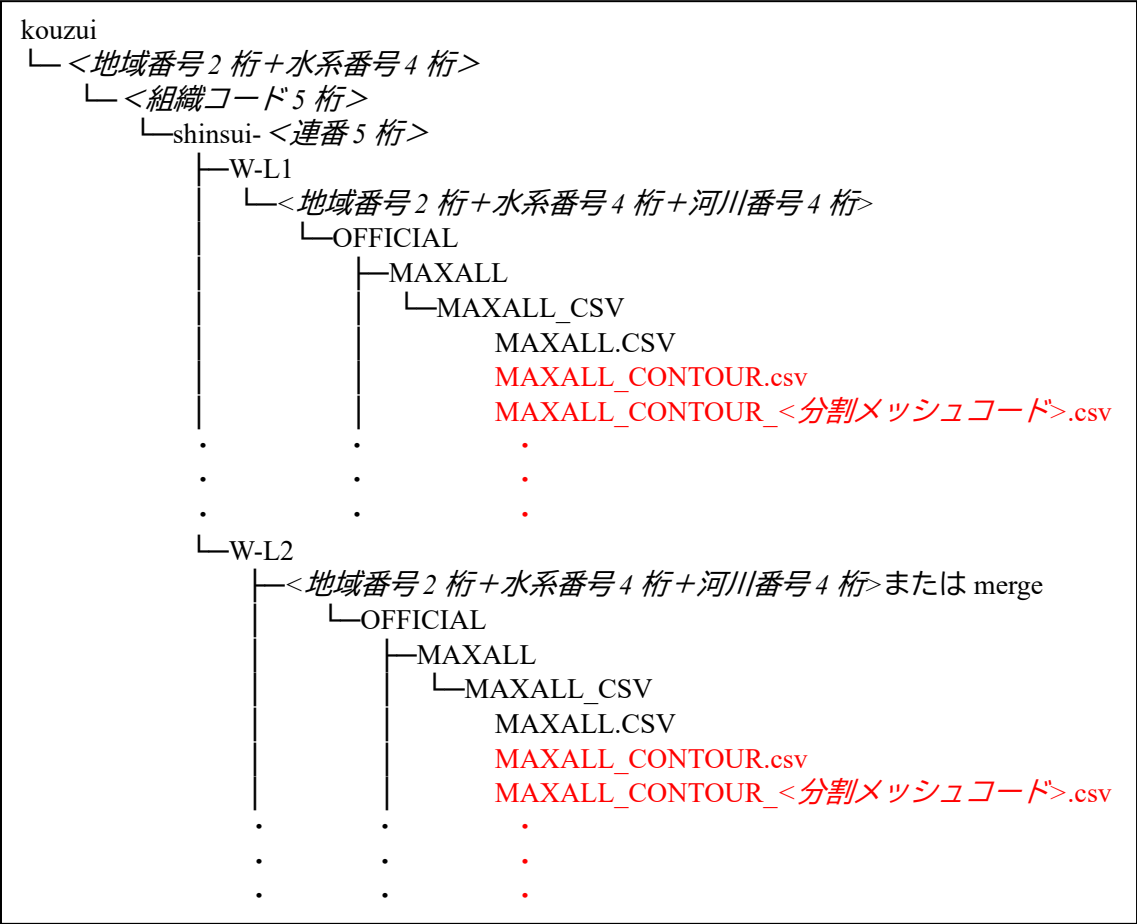 kouzui
└─ <地域番号 2 桁＋水系番号 4 桁>
└─ <組織コード 5 桁>
└─shinsui- <連番 5 桁>
├─W-L1
│ └─<地域番号 2 桁＋水系番号 4 桁＋河川番号 4 桁>
│ └─OFFICIAL
│ ├─MAXALL
│ │ └─MAXALL_CSV
│ │ MAXALL.CSV
│ │ MAXALL_CONTOUR.csv
│ │ MAXALL_CONTOUR_<分割メッシュコード>.csv
・ ・ ・
・ ・ ・
・ ・ ・
└─W-L2
├─<地域番号 2 桁＋水系番号 4 桁＋河川番号 4 桁>または merge
│ └─OFFICIAL
│ ├─MAXALL
│ │ └─MAXALL_CSV
│ │ MAXALL.CSV
│ │ MAXALL_CONTOUR.csv
│ │ MAXALL_CONTOUR_<分割メッシュコード>.csv
・ ・ ・
・ ・ ・
・ ・ ・